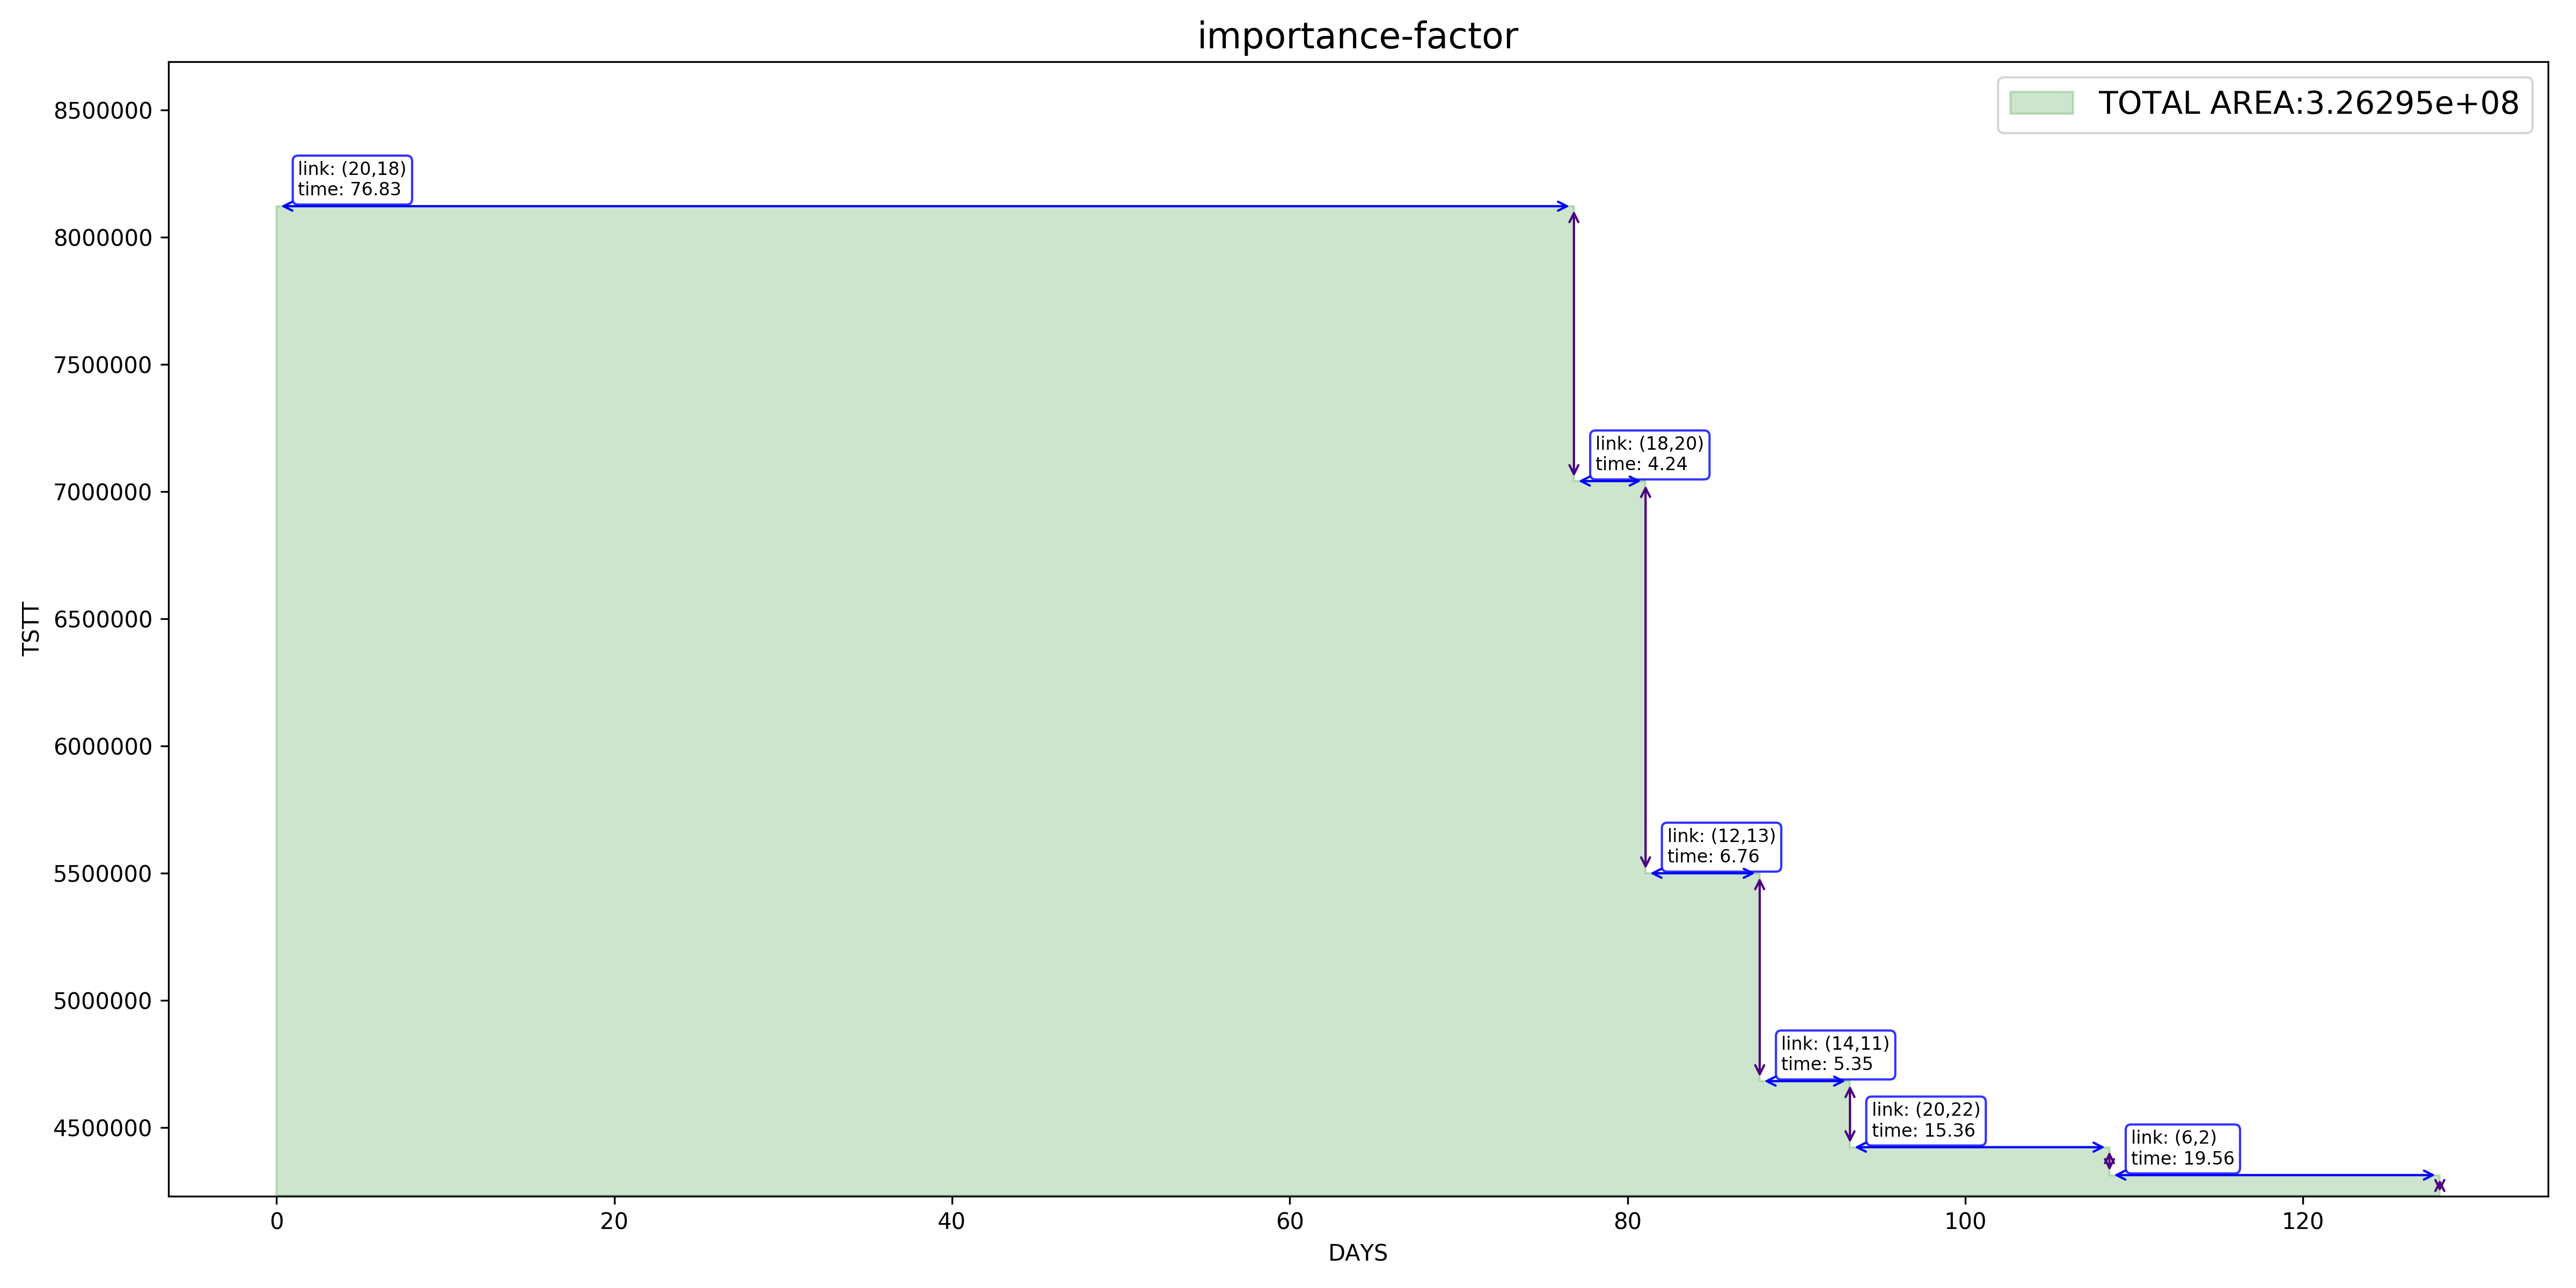 importance-factor
TOTAL AREA:3.26295e+08
8500000
8000000
7500000
7000000
6500000
6000000
5500000
5000000
4500000
TSTT
link: (20,18)
time: 76.83
link: (18,20)
time: 4.24
link: (12,13)
time: 6.76
link: (14,11)
time: 5.35
link: (20,22)
time: 15.36
link: (6,2)
time: 19.56
0 20 40 60 80 100 120
DAYS